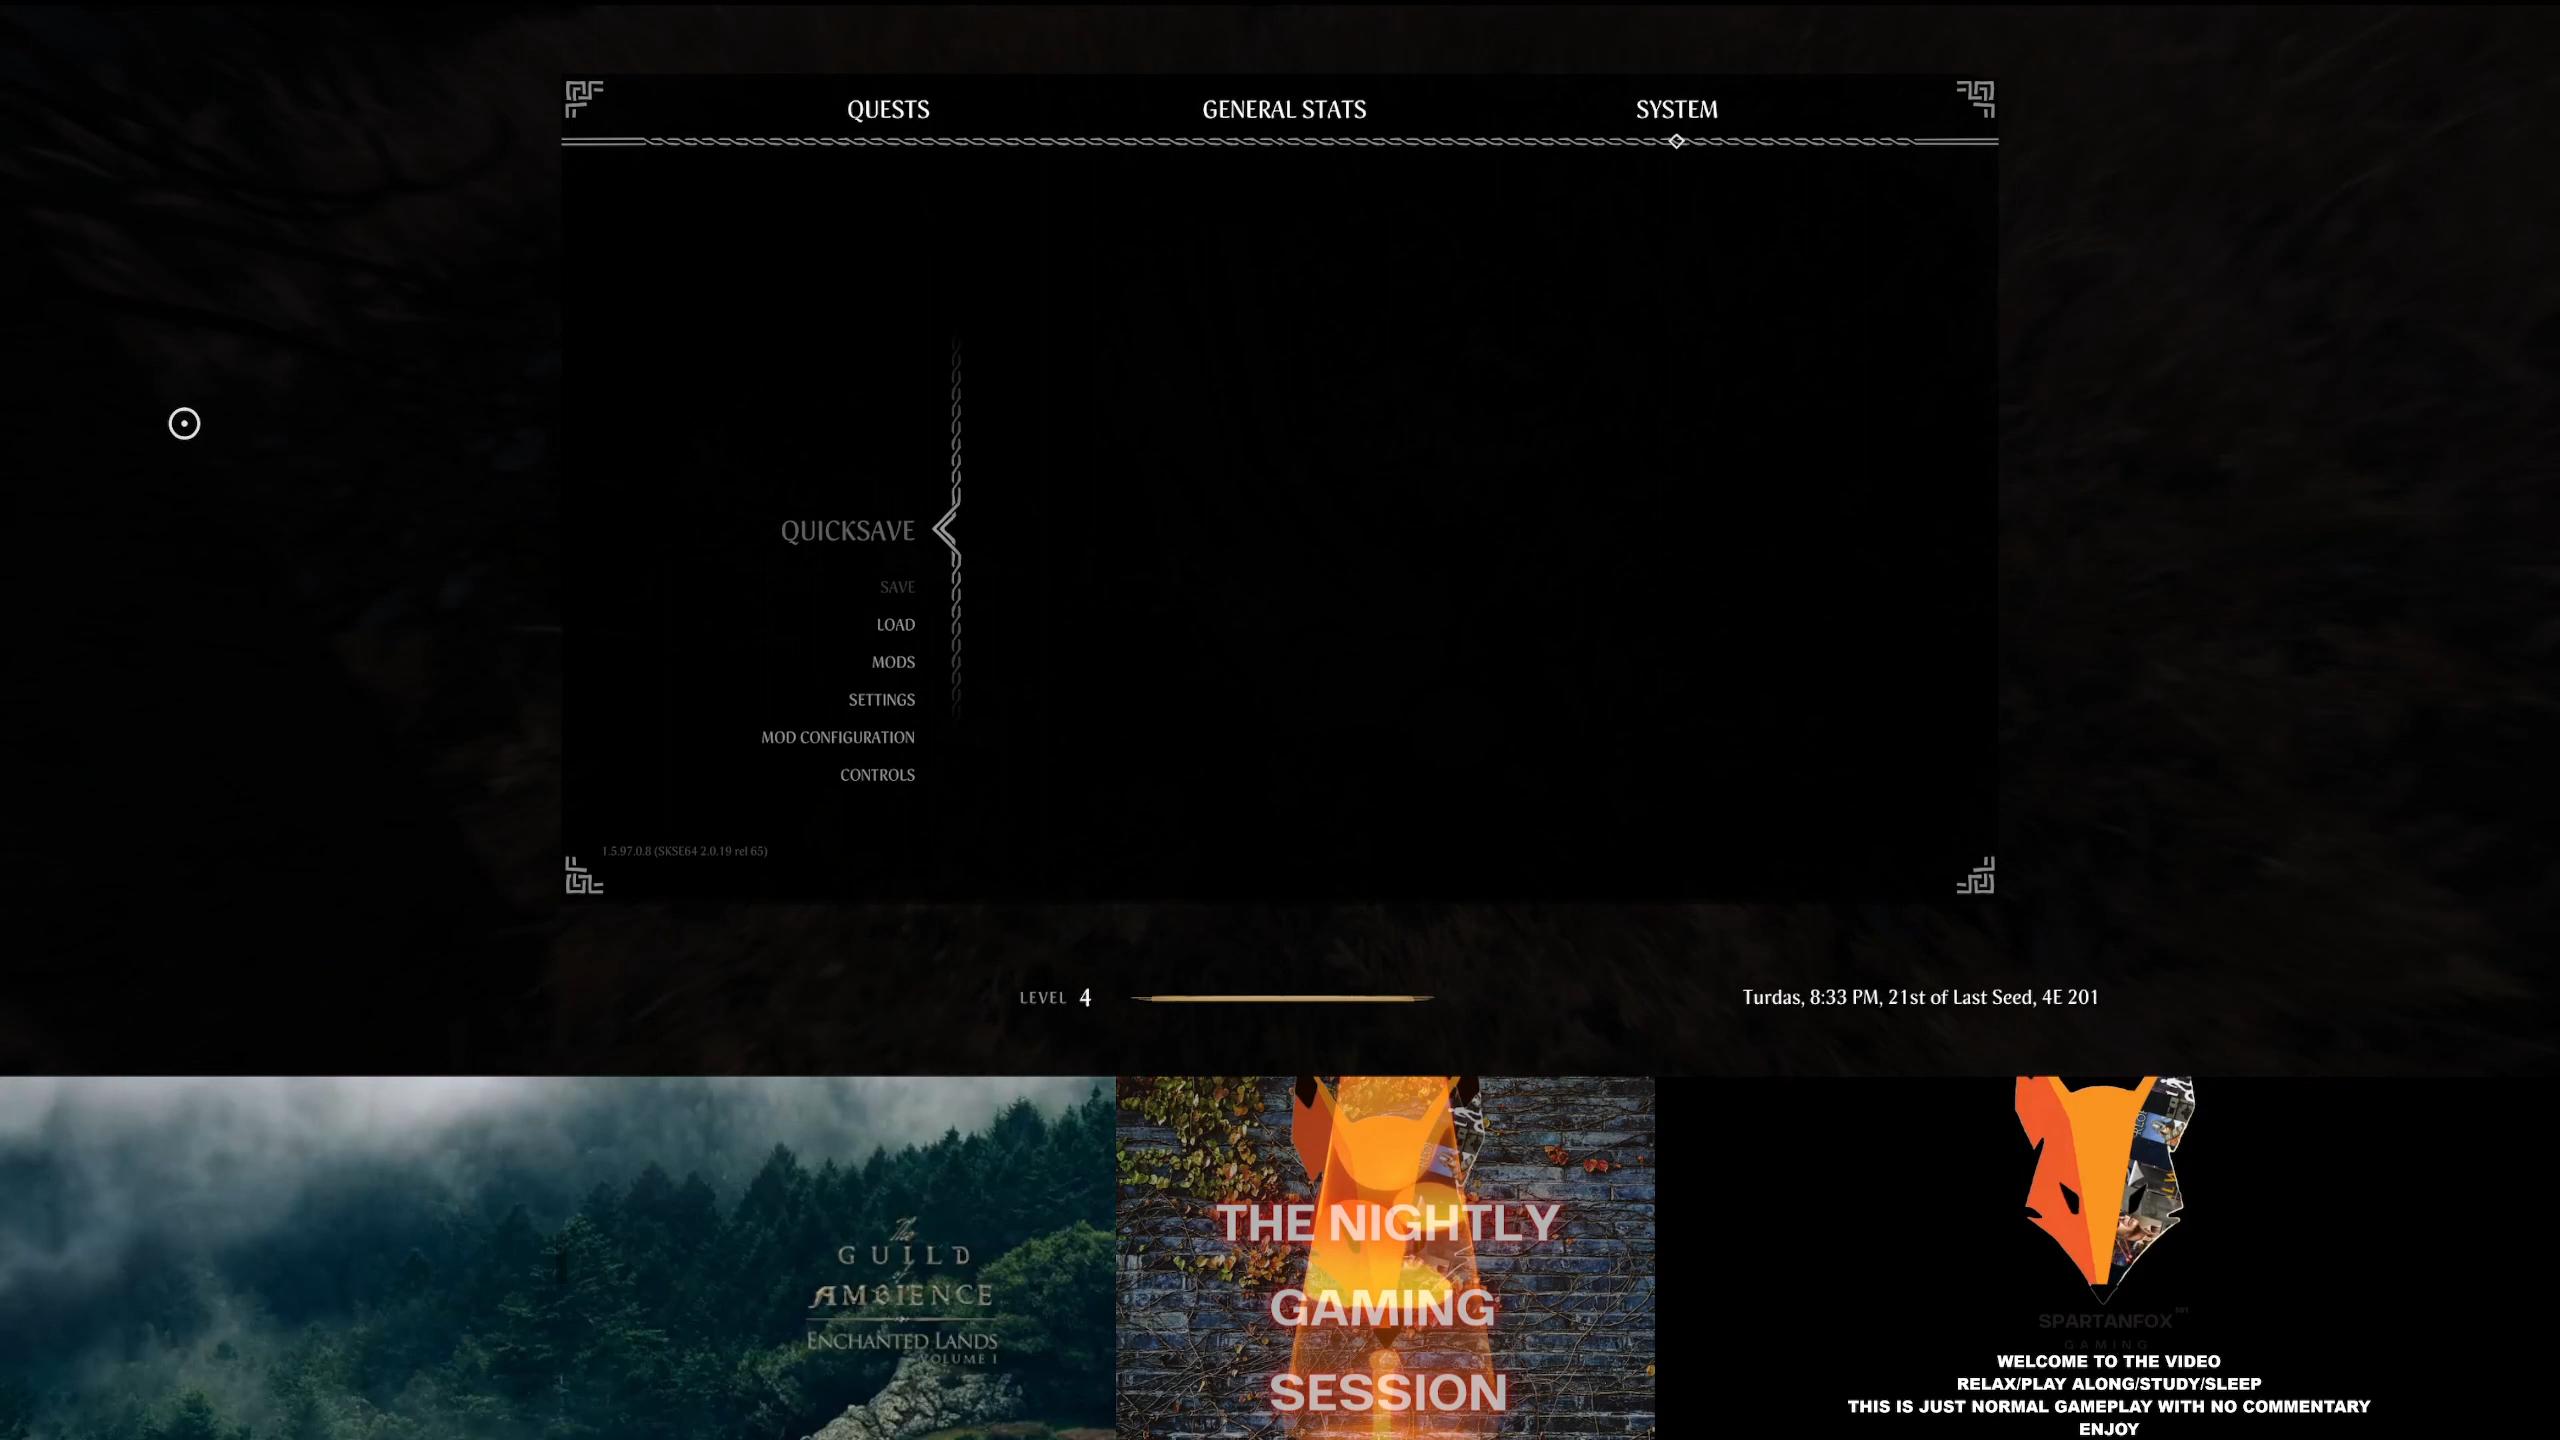 QUESTS
GENERAL STATS
SYSTEM
QUICKSAVE
SAVE
LOAD
MODS
SETTINGS
MOD CONFIGURATION
CONTROLS
1.5.97.0.8 (SKSE64 2.0.19 rel 65)
LEVEL 4
Turdas, 8:33 PM, 21st of Last Seed, 4E 201
The
GUILD
of
AMBIENCE
ENCHANTED LANDS
VOLUME I
THE NIGHTLY
GAMING
SESSION
SPARTANFOX
GAMING
WELCOME TO THE VIDEO
RELAX/PLAY ALONG/STUDY/SLEEP
THIS IS JUST NORMAL GAMEPLAY WITH NO COMMENTARY
ENJOY